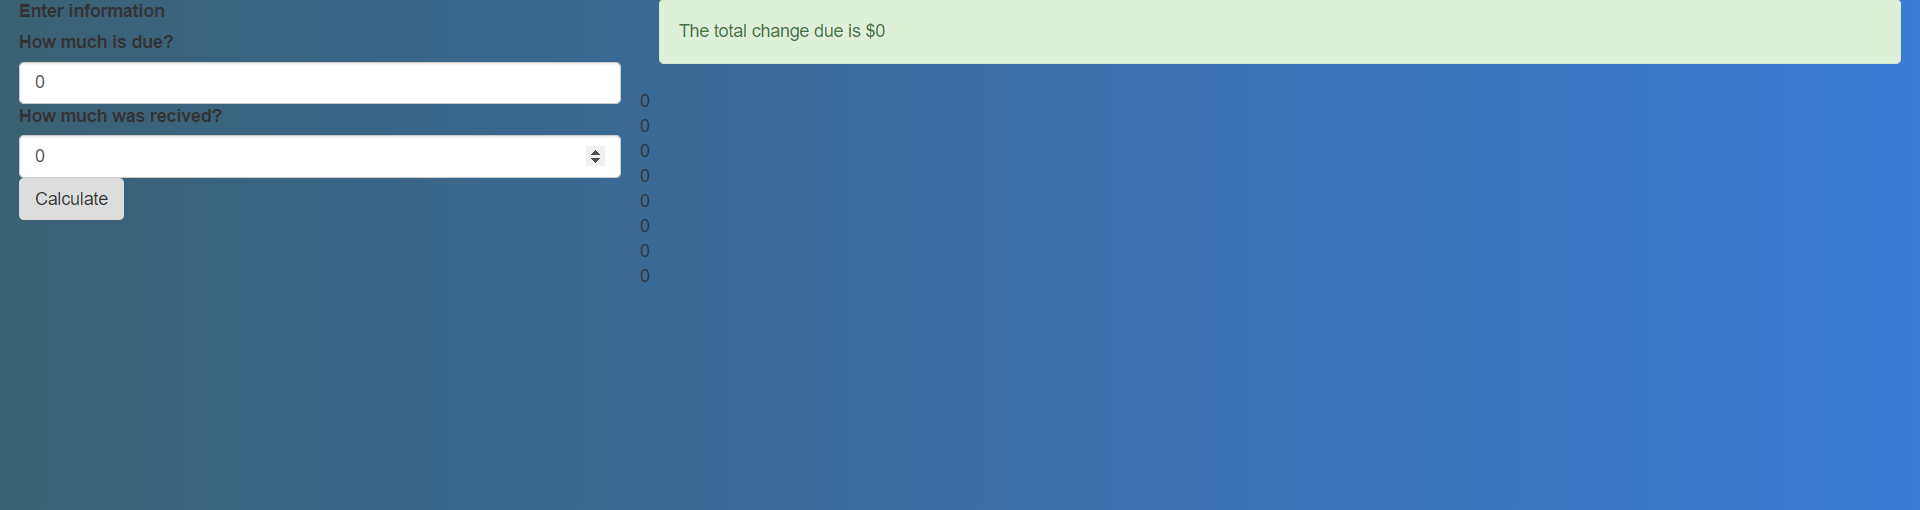 Enter information
How much is due?
0
How much was recived?
0
Calculate
The total change due is $0
0
0
0
0
0
0
0
0